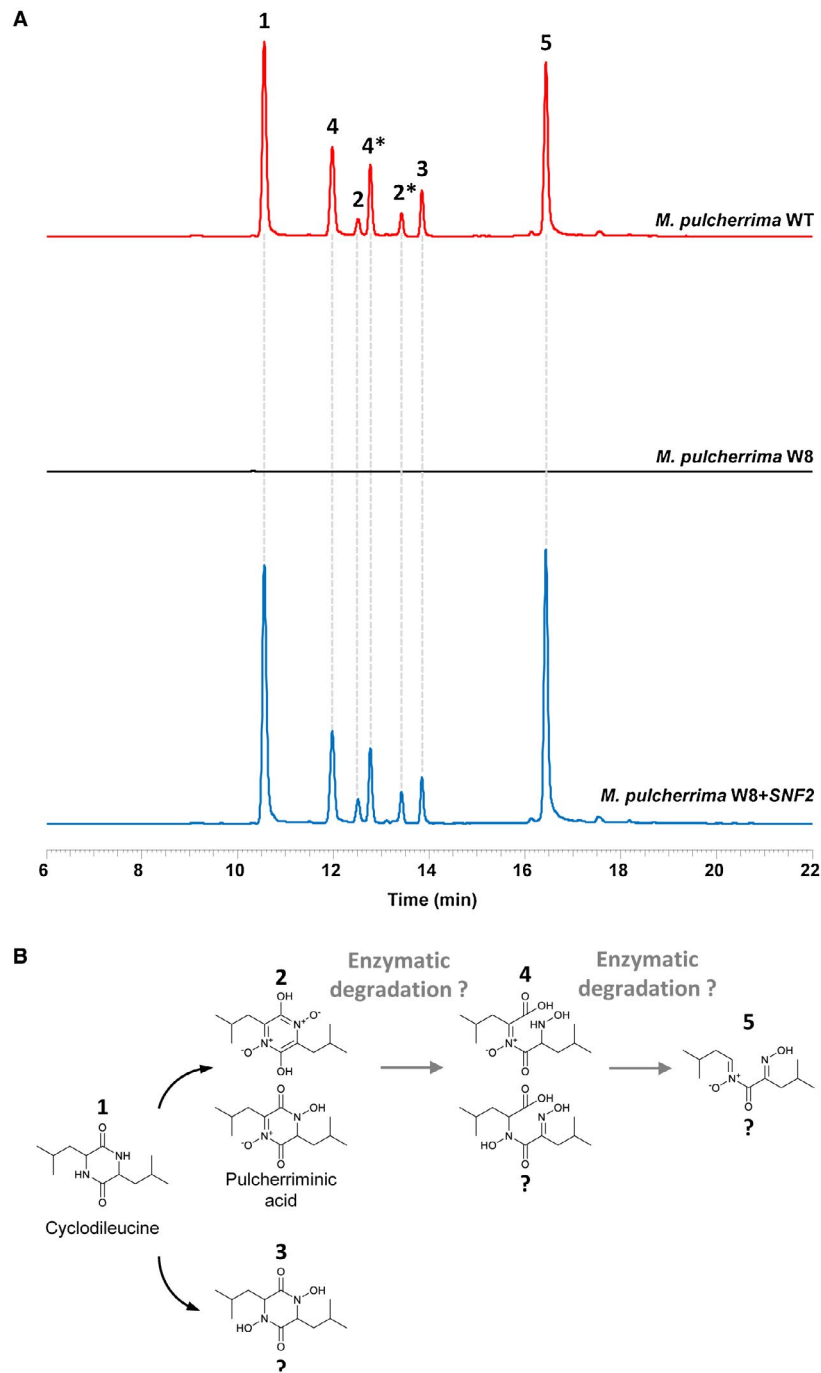 A
1
5
4
4*
3
2*
2
M. pulcherrima WT
M. pulcherrima W8
M. pulcherrima W8+SNF2
6 8 10 12 14 16 18 20 22
Time (min)
B
2
Enzymatic
degradation ?
4
Enzymatic
degradation ?
5
OH
N+
O-
-O
N+
OH
O
OH
HN
OH
N+
-O
O
N
OH
N+
-O
O
?
1
O
NH
HN
O
Cyclodileucine
O
OH
N
N+
-O
O
Pulcherriminic
acid
O
OH
OH
N
N
HO
O
?
3
O
OH
N
N
HO
O
?